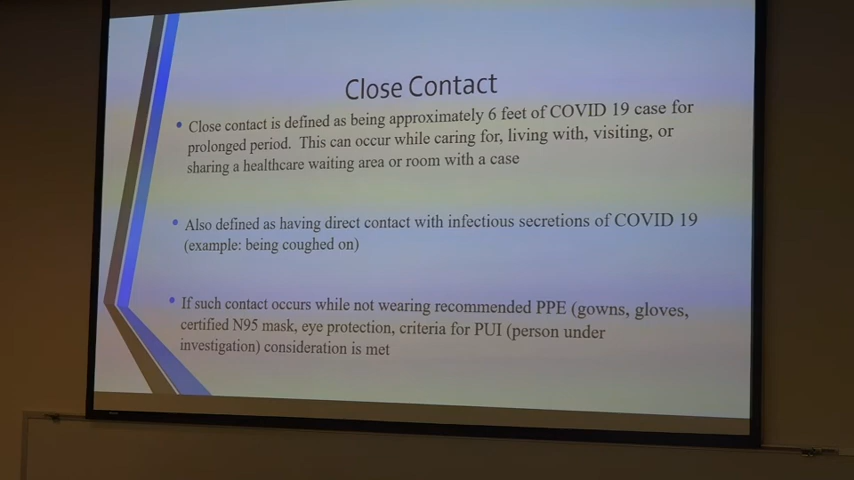 Close Contact
• Close contact is defined as being approximately 6 feet of COVID 19 case for
prolonged period. This can occur while caring for, living with, visiting, or
sharing a healthcare waiting area or room with a case
• Also defined as having direct contact with infectious secretions of COVID 19
(example: being coughed on)
• If such contact occurs while not wearing recommended PPE (gowns, gloves,
certified N95 mask, eye protection, criteria for PUI (person under
investigation) consideration is met